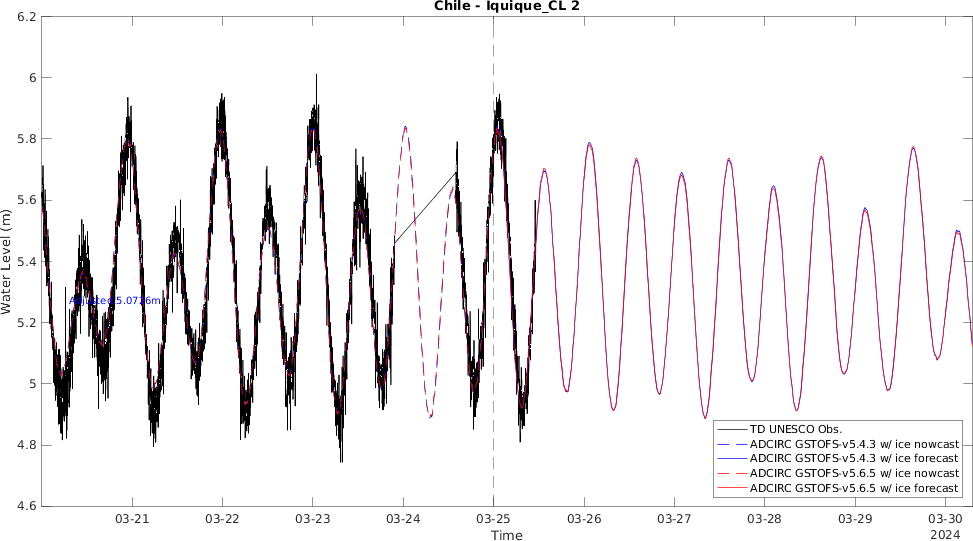 Chile - Iquique_CL 2
6.2
6
5.8
5.6
5.4
5.2
5
4.8
4.6
Water Level (m)
Adjusted 5.0726m
03-21
03-22
03-23
03-24
03-25
03-26
03-27
03-28
03-29
03-30
2024
Time
TD UNESCO Obs.
ADCIRC GSTOFS-v5.4.3 w/ ice nowcast
ADCIRC GSTOFS-v5.4.3 w/ ice forecast
ADCIRC GSTOFS-v5.6.5 w/ ice nowcast
ADCIRC GSTOFS-v5.6.5 w/ ice forecast